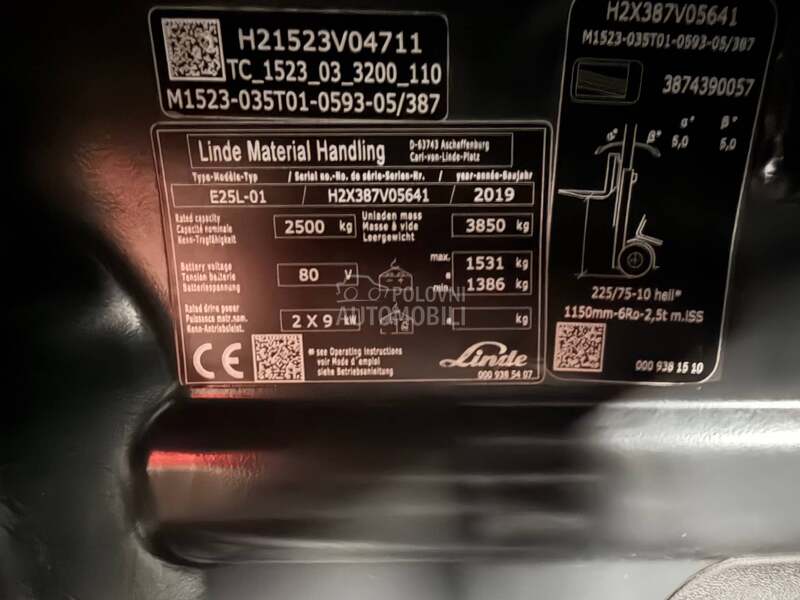 H21523V04711
TC_1523_03_3200_110
M1523-035T01-0593-05/387
Linde Material Handling
D-63743 Aschaffenburg
Carl-von-Linde-Platz
Type-Modéle-Typ / Serial no.-No. de série-Serien-Nr. / year-année-Baujahr
E25L-01 / H2X387V05641 / 2019
Rated capacity
Capacité nominale
Nenn-Tragfähigkeit
2500 kg
Unladen mass
Masse à vide
Leergewicht
3850 kg
Battery voltage
Tension batterie
Batteriespannung
80 V
max. 1531 kg
*
min. 1386 kg
Rated drive power
Puissance motr.nom.
Nenn-Antriebsleist.
2 X 9 kW
* kg
CE
* see Operating instructions
voir Mode d'emploi
siehe Betriebsanleitung
Linde
000 938 54 07
H2X387V05641
M1523-035T01-0593-05/387
3874390057
α° β°
5,0 5,0
α° β°
225/75-10 hell*
1150mm-6Ro-2,5t m.ISS
000 938 15 10
POLOVNI
AUTOMOBILI